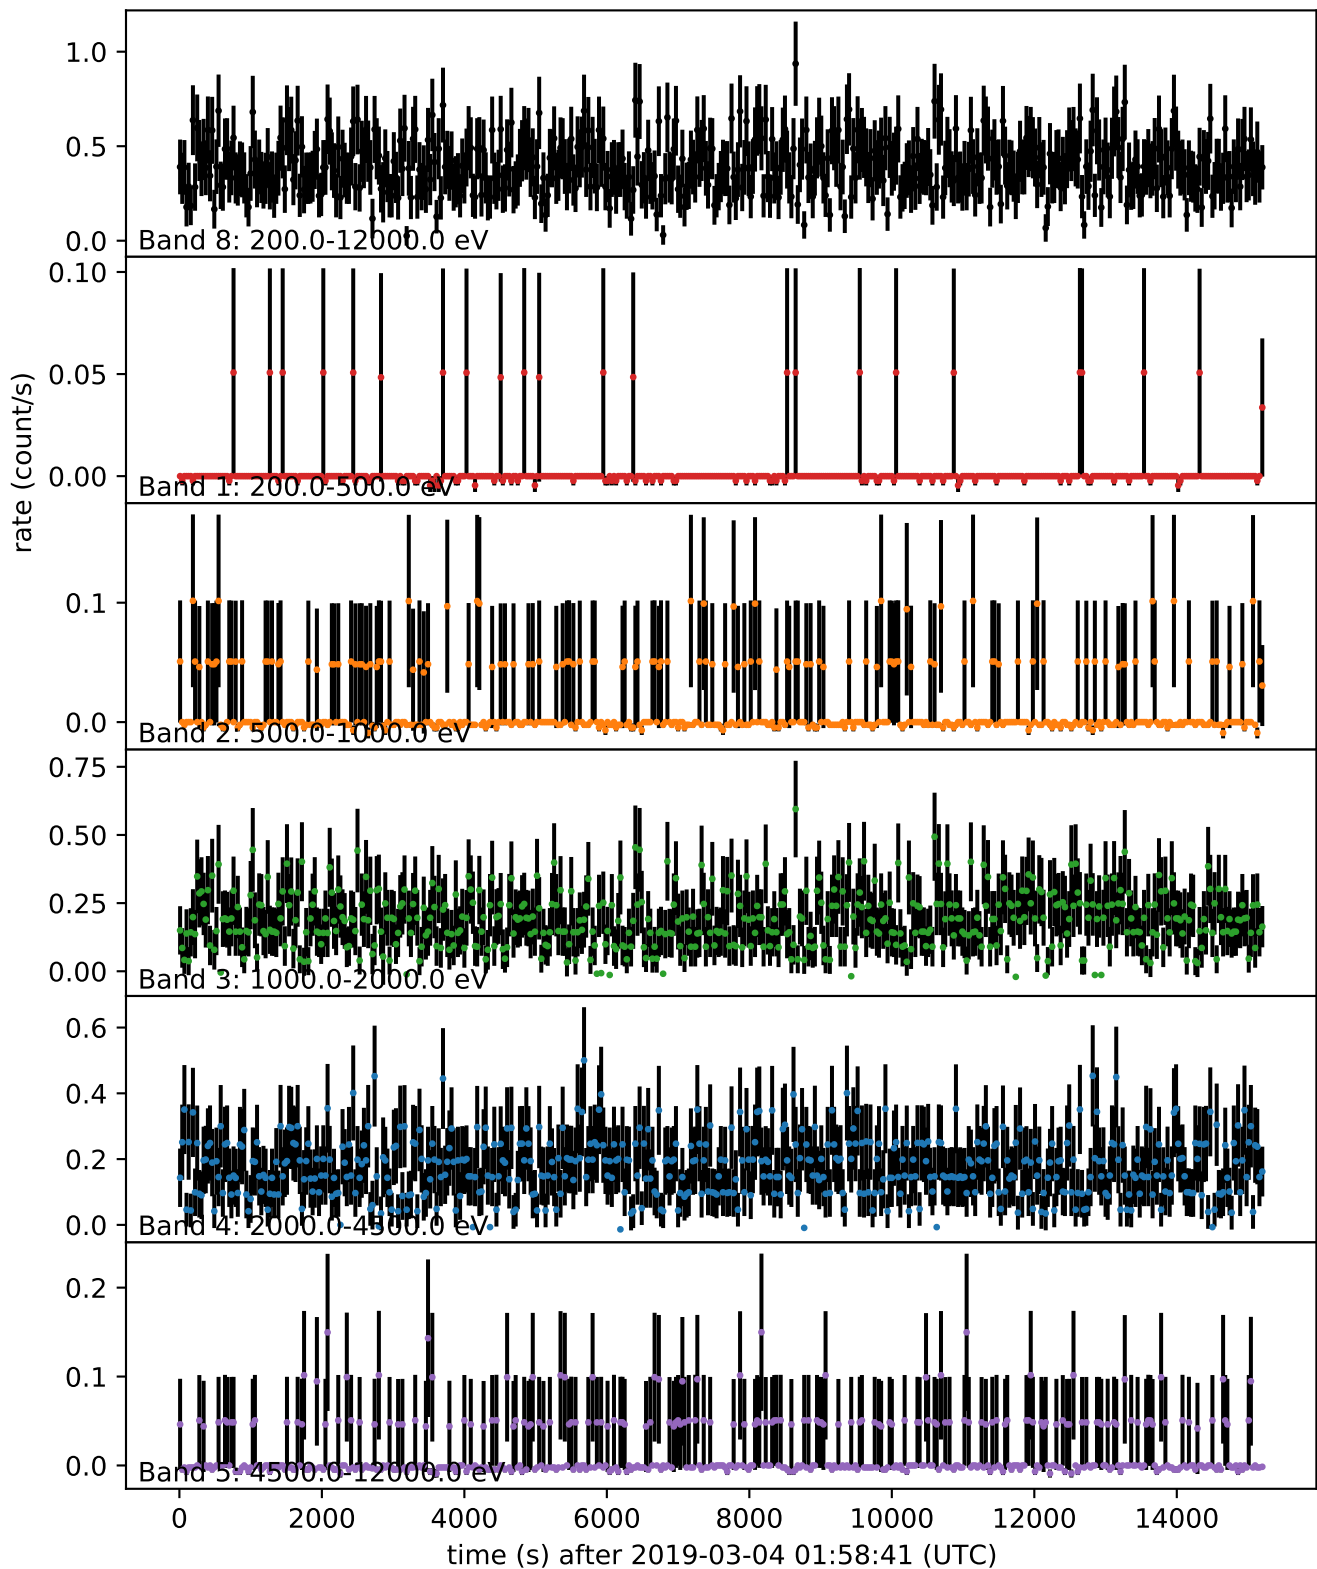 1.0
0.5
0.0
Band 8: 200.0-12000.0 eV
0.10
0.05
0.00
Band 1: 200.0-500.0 eV
rate (count/s)
0.1
0.0
Band 2: 500.0-1000.0 eV
0.75
0.50
0.25
0.00
Band 3: 1000.0-2000.0 eV
0.6
0.4
0.2
0.0
Band 4: 2000.0-4500.0 eV
0.2
0.1
0.0
Band 5: 4500.0-12000.0 eV
0 2000 4000 6000 8000 10000 12000 14000
time (s) after 2019-03-04 01:58:41 (UTC)